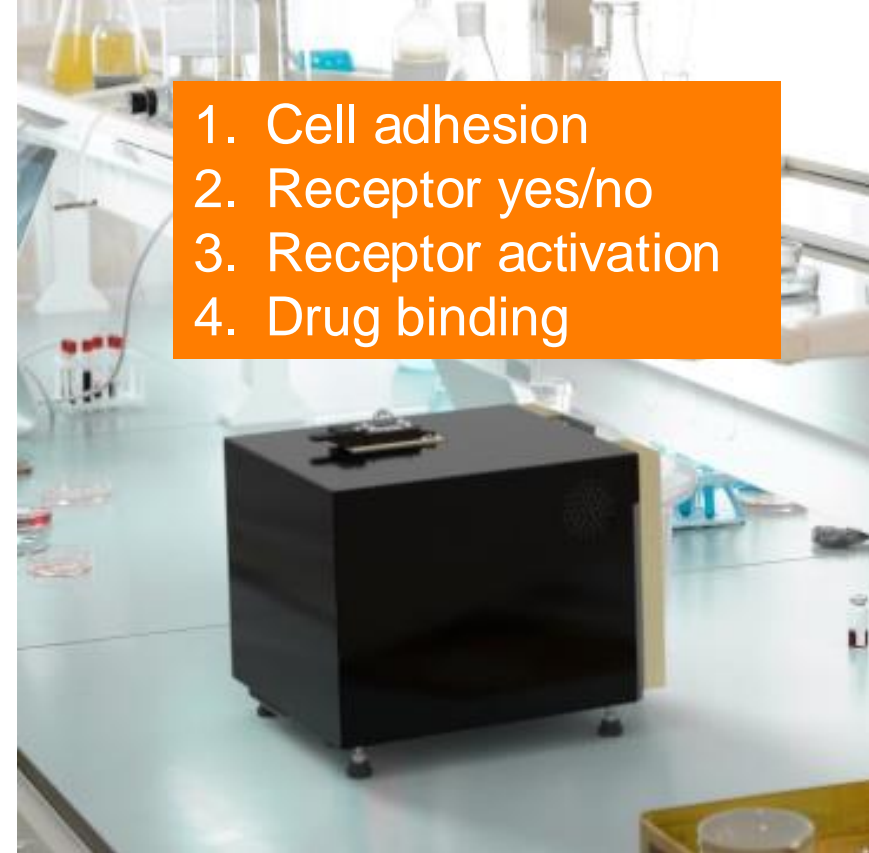 1. Cell adhesion
2. Receptor yes/no
3. Receptor activation
4. Drug binding